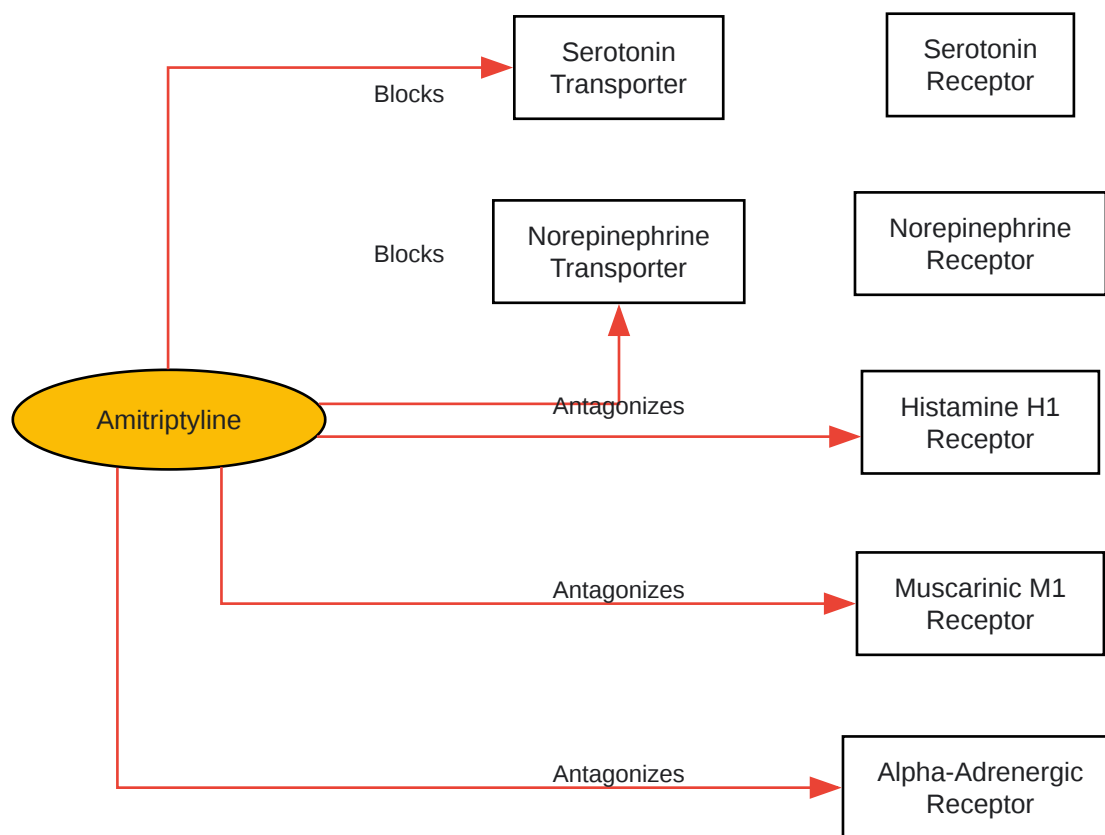 Serotonin
Transporter
Serotonin
Receptor
Blocks
Norepinephrine
Transporter
Norepinephrine
Receptor
Blocks
Amitriptyline
Antagonizes
Histamine H1
Receptor
Antagonizes
Muscarinic M1
Receptor
Antagonizes
Alpha-Adrenergic
Receptor